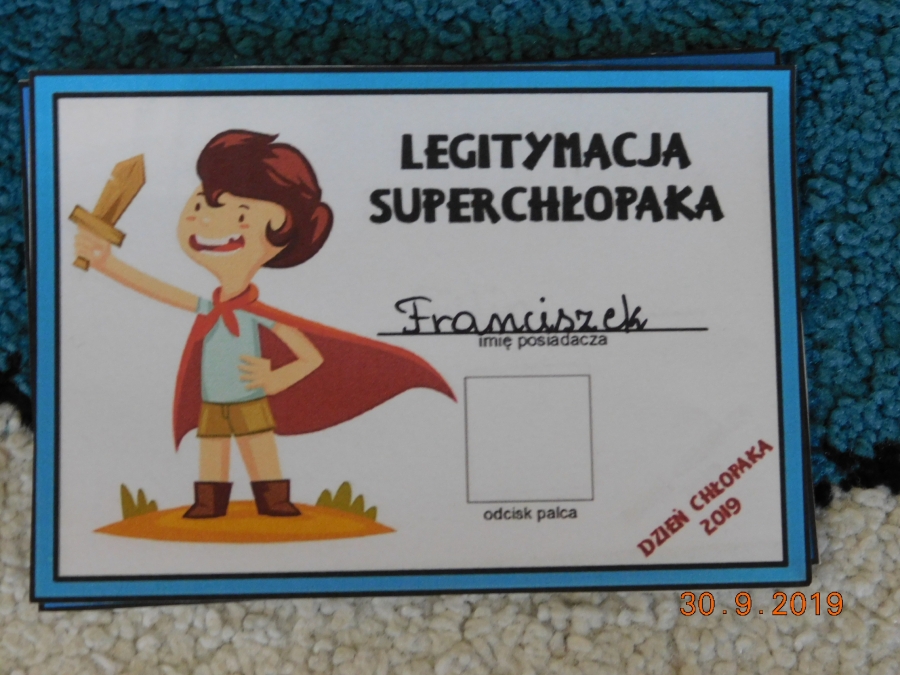 LEGITYMACJA
SUPERCHŁOPAKA
Franciszek
imię posiadacza
odcisk palca
DZIEŃ CHŁOPAKA
2019
30.9.2019